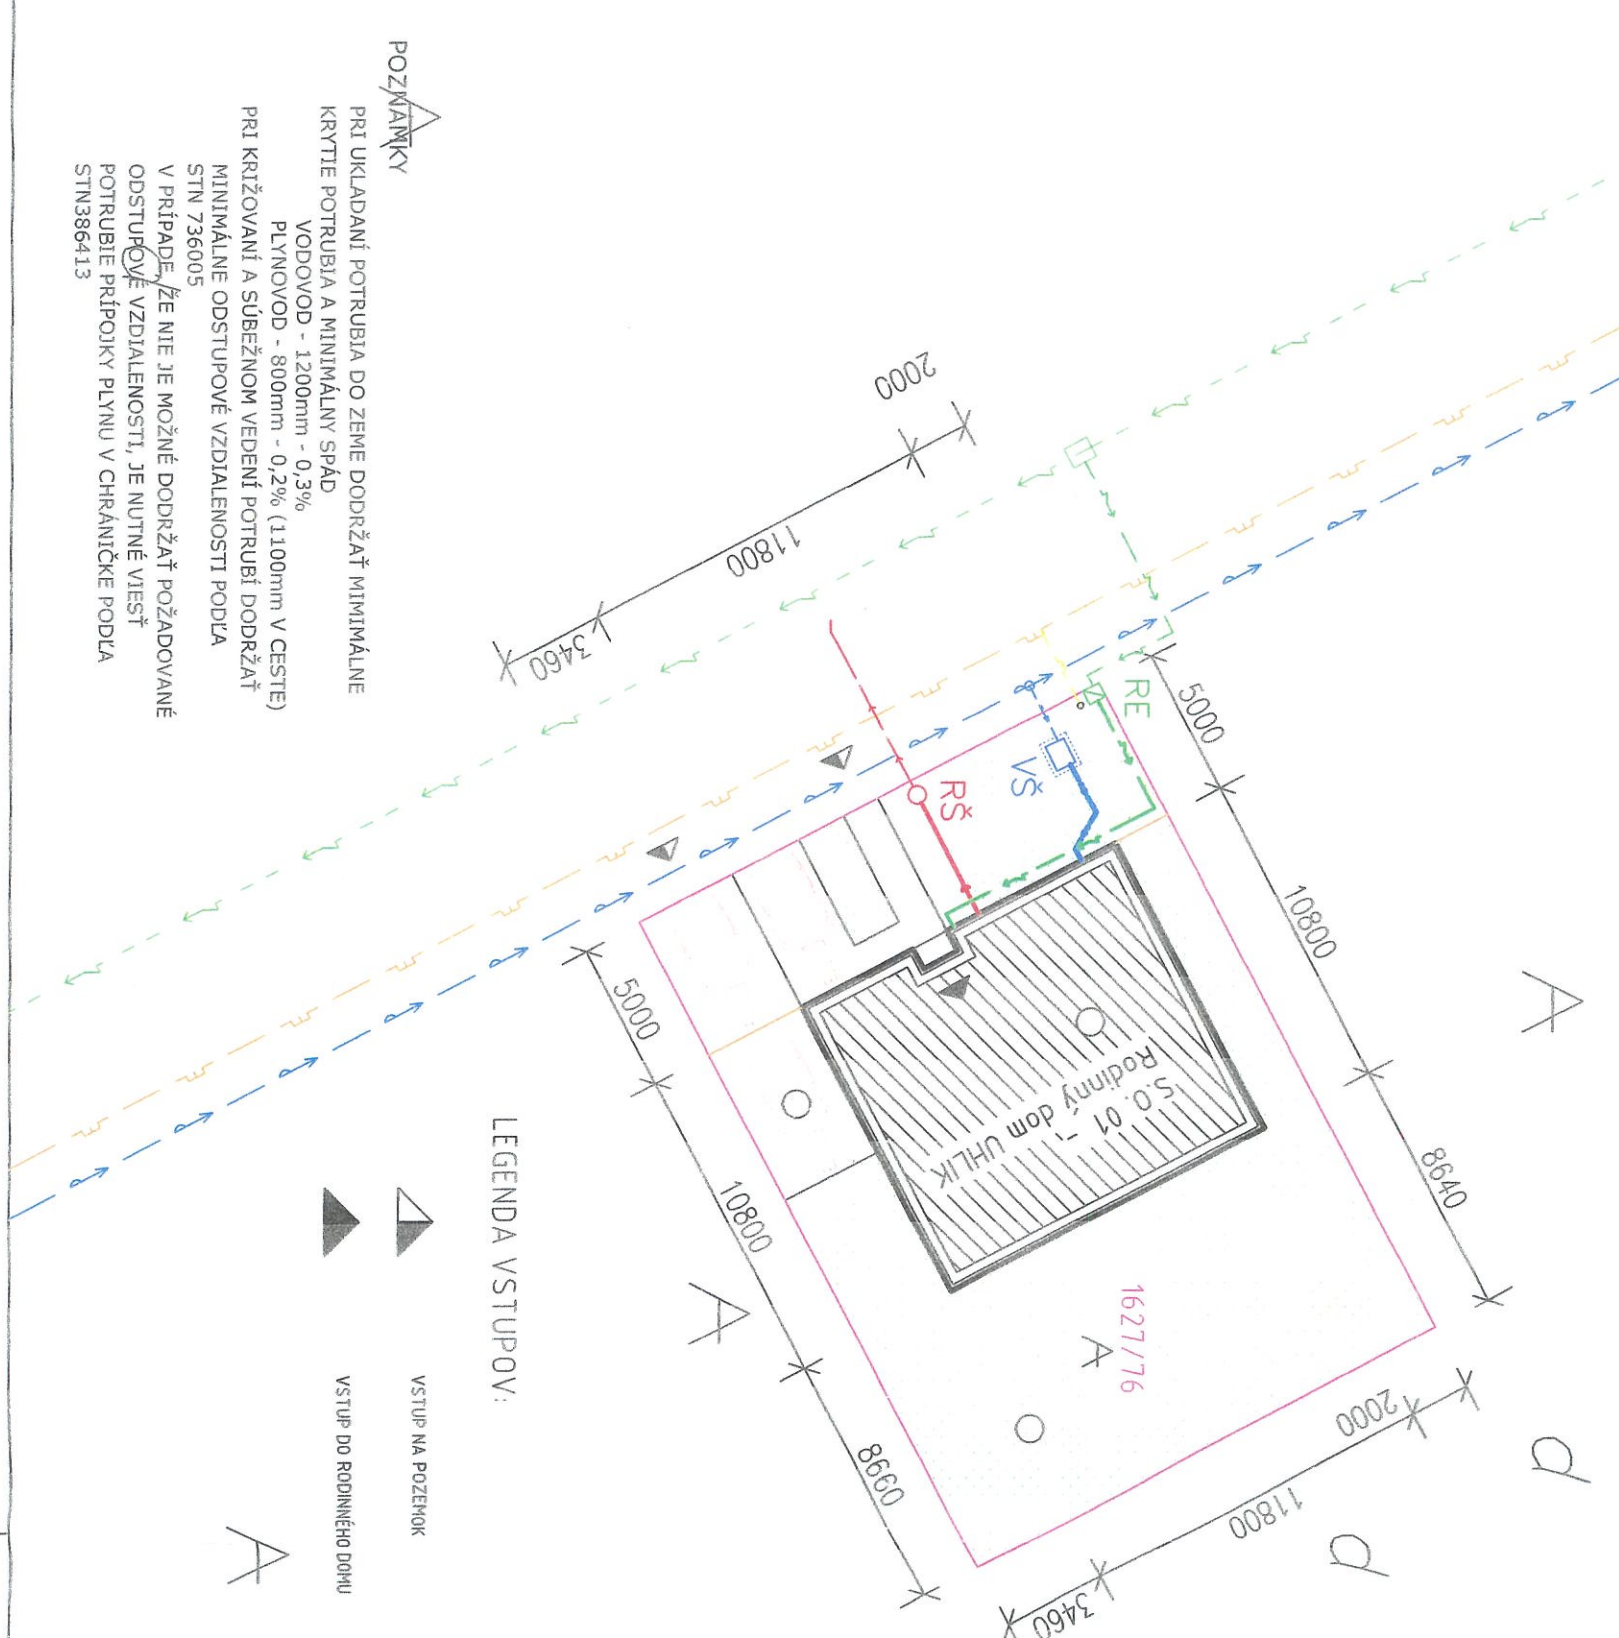 POZNÁMKY
PRI UKLADANÍ POTRUBIA DO ZEME DODRŽAŤ MIMIMÁLNE
KRYTIE POTRUBIA A MINIMÁLNY SPÁD
VODOVOD - 1200mm - 0,3%
PLYNOVOD - 800mm - 0,2% (1100mm V CESTE)
PRI KRIŽOVANÍ A SÚBEŽNOM VEDENÍ POTRUBÍ DODRŽAŤ
MINIMÁLNE ODSTUPOVÉ VZDIALENOSTI PODĽA
STN 736005
V PRÍPADE, ŽE NIE JE MOŽNÉ DODRŽAŤ POŽADOVANÉ
ODSTUPOVÉ VZDIALENOSTI, JE NUTNÉ VIESŤ
POTRUBIE PRÍPOJKY PLYNU V CHRÁNIČKE PODĽA
STN386413
2000
11800
3460
RE
VŠ
RŠ
5000
10800
8640
S.O. 01 -
Rodinný dom UHLIK
1627/76
5000
10800
8660
2000
11800
3460
LEGENDA VSTUPOV:
VSTUP NA POZEMOK
VSTUP DO RODINNÉHO DOMU